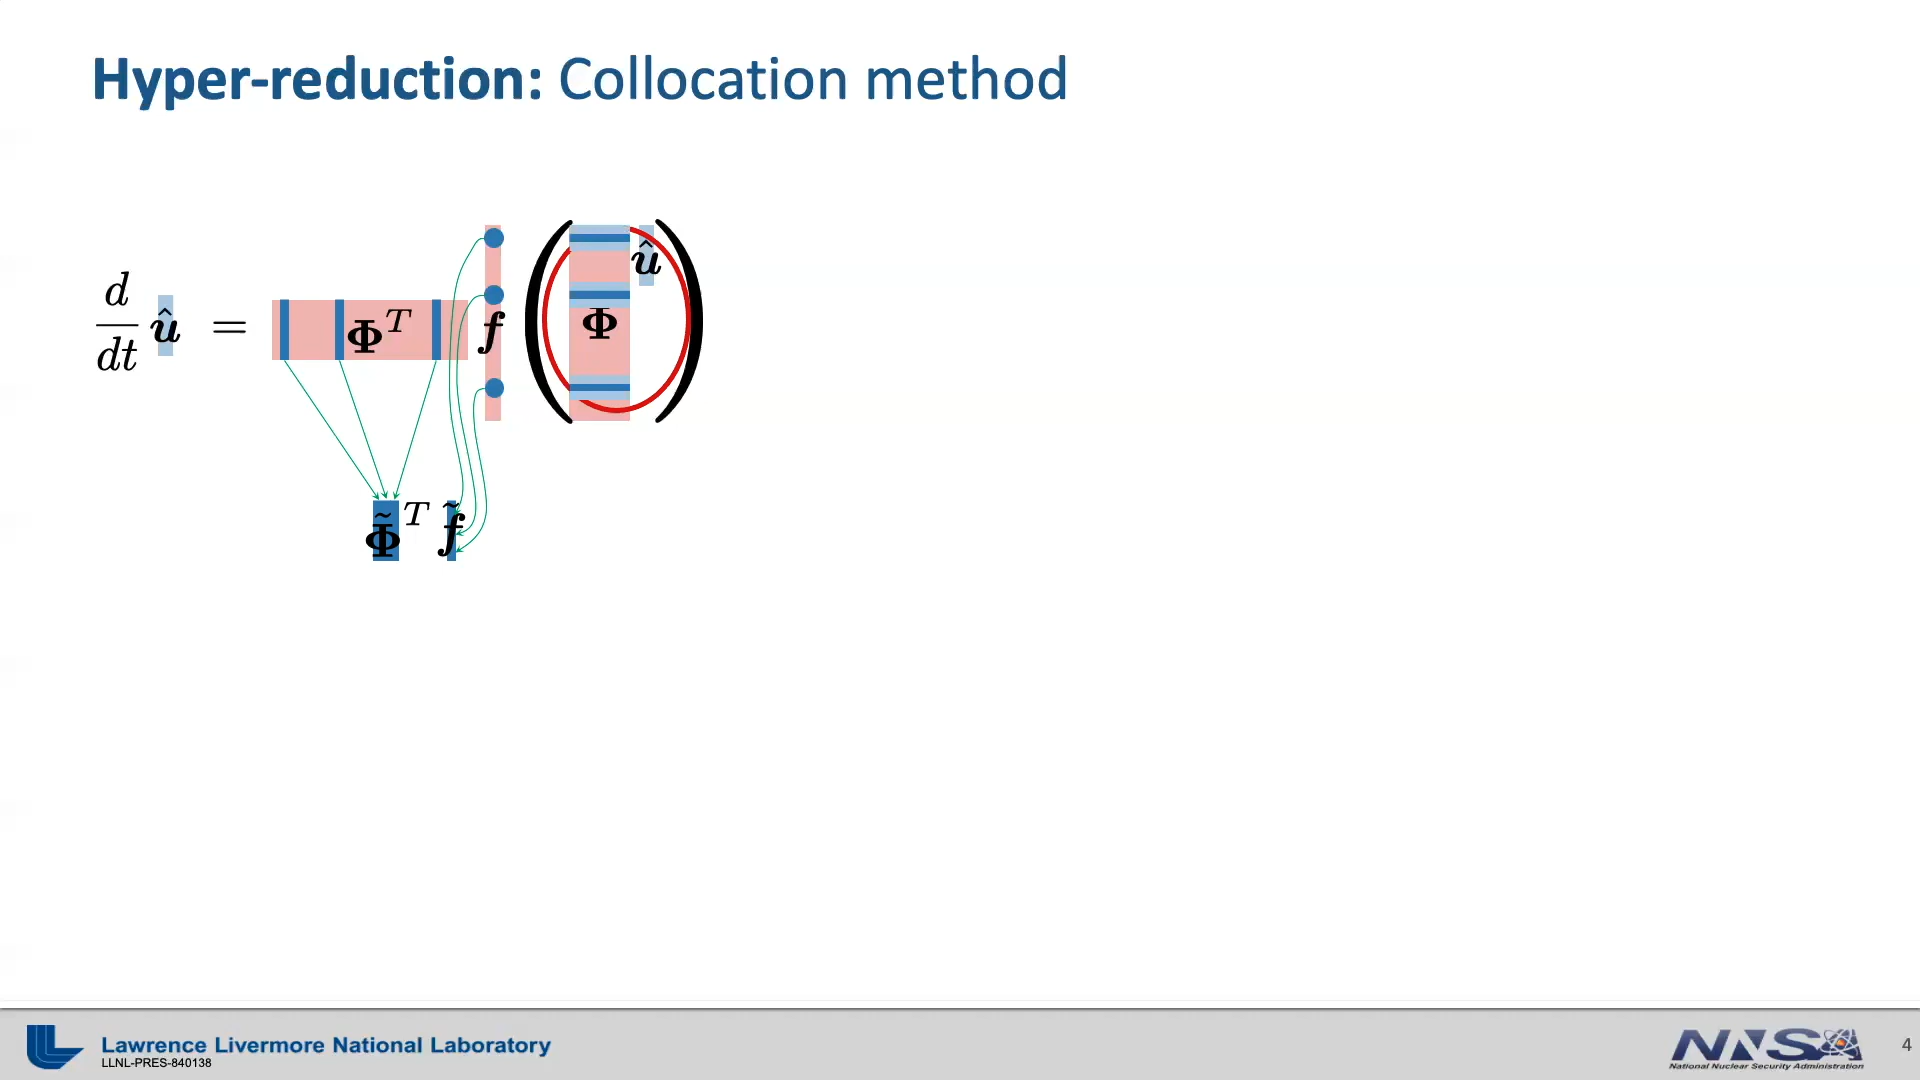 Hyper-reduction: Collocation method
d/dt û = Φ^T f ( Φ û )
Φ̃^T f̃
Lawrence Livermore National Laboratory
LLNL-PRES-840138
NNSA
National Nuclear Security Administration
4